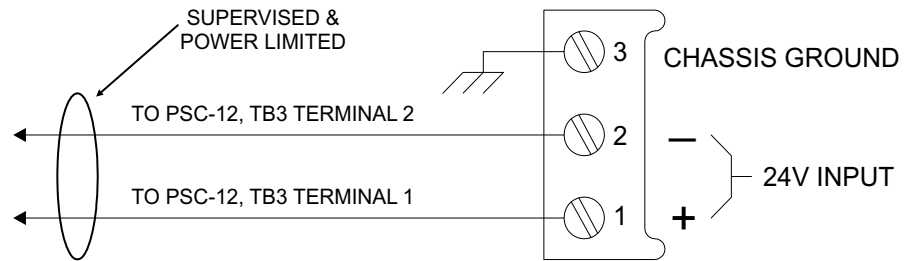 SUPERVISED &
POWER LIMITED
3 CHASSIS GROUND
TO PSC-12, TB3 TERMINAL 2
2 –
24V INPUT
TO PSC-12, TB3 TERMINAL 1
1 +